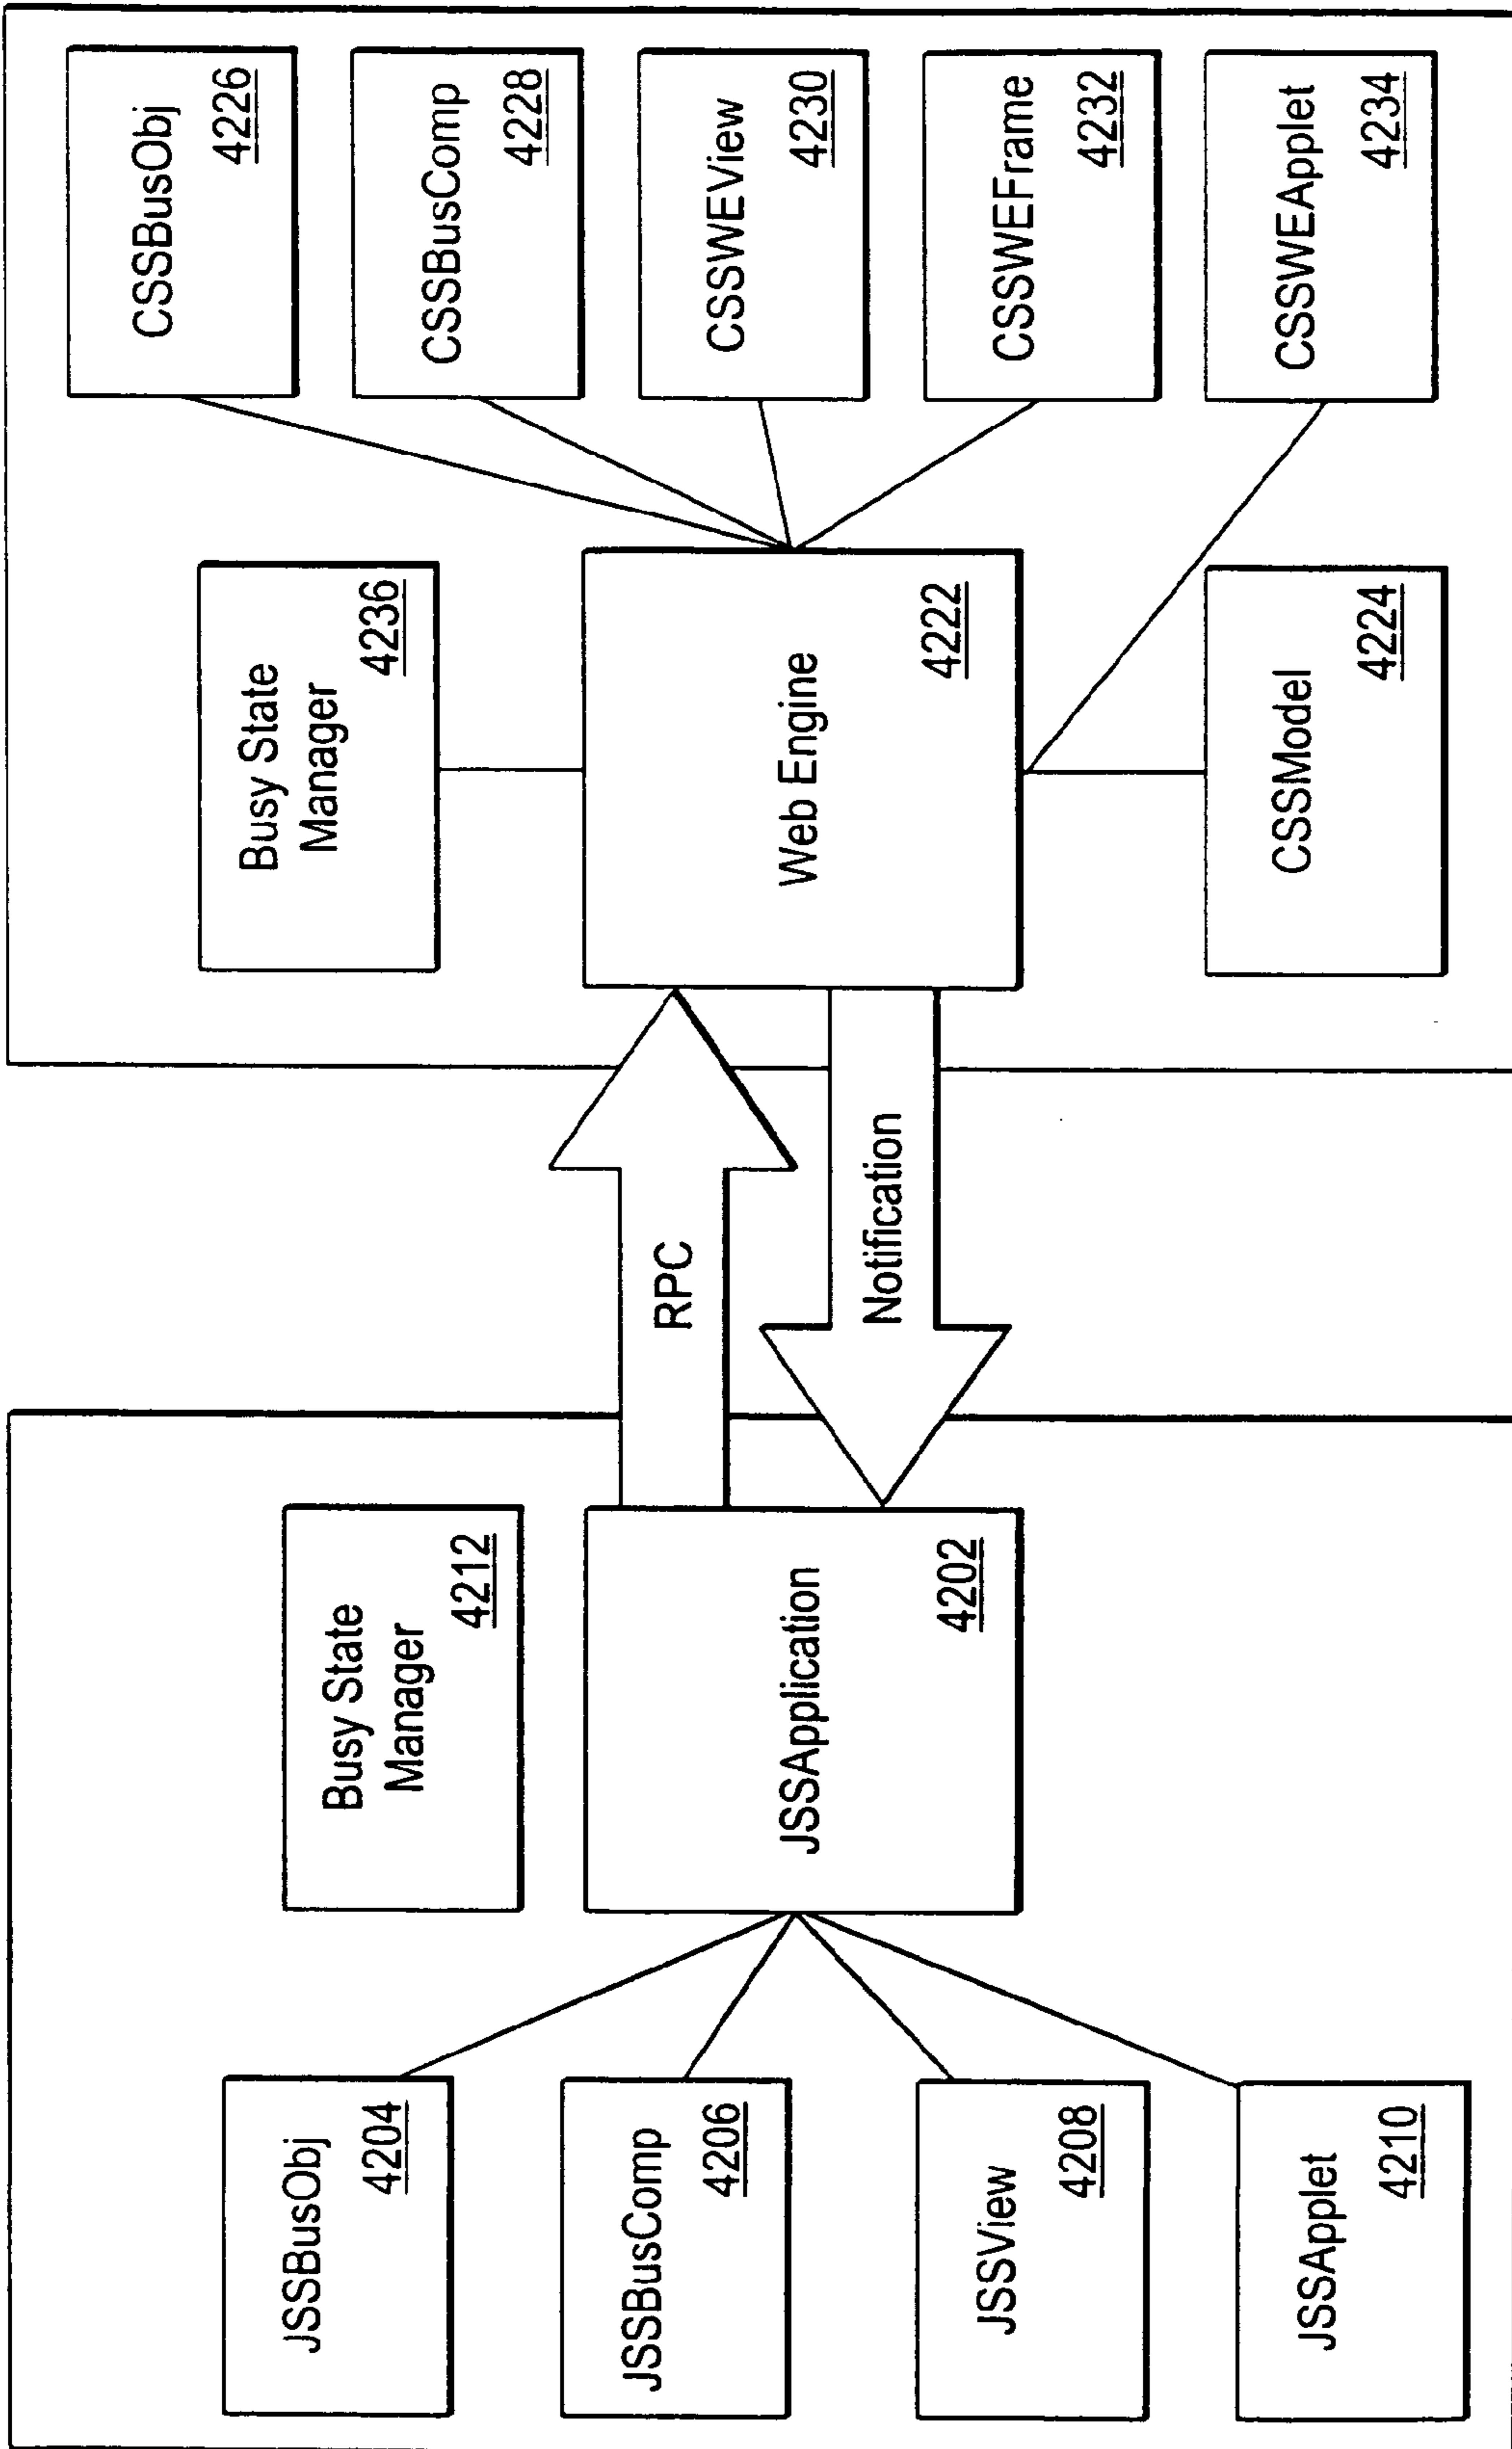 Busy State
Manager
4212
JSSBusObj
4204
JSSBusComp
4206
JSSView
4208
JSSApplet
4210
JSSApplication
4202
RPC
Notification
Busy State
Manager
4236
Web Engine
4222
CSSModel
4224
CSSBusObj
4226
CSSBusComp
4228
CSSWEView
4230
CSSWEFrame
4232
CSSWEApplet
4234